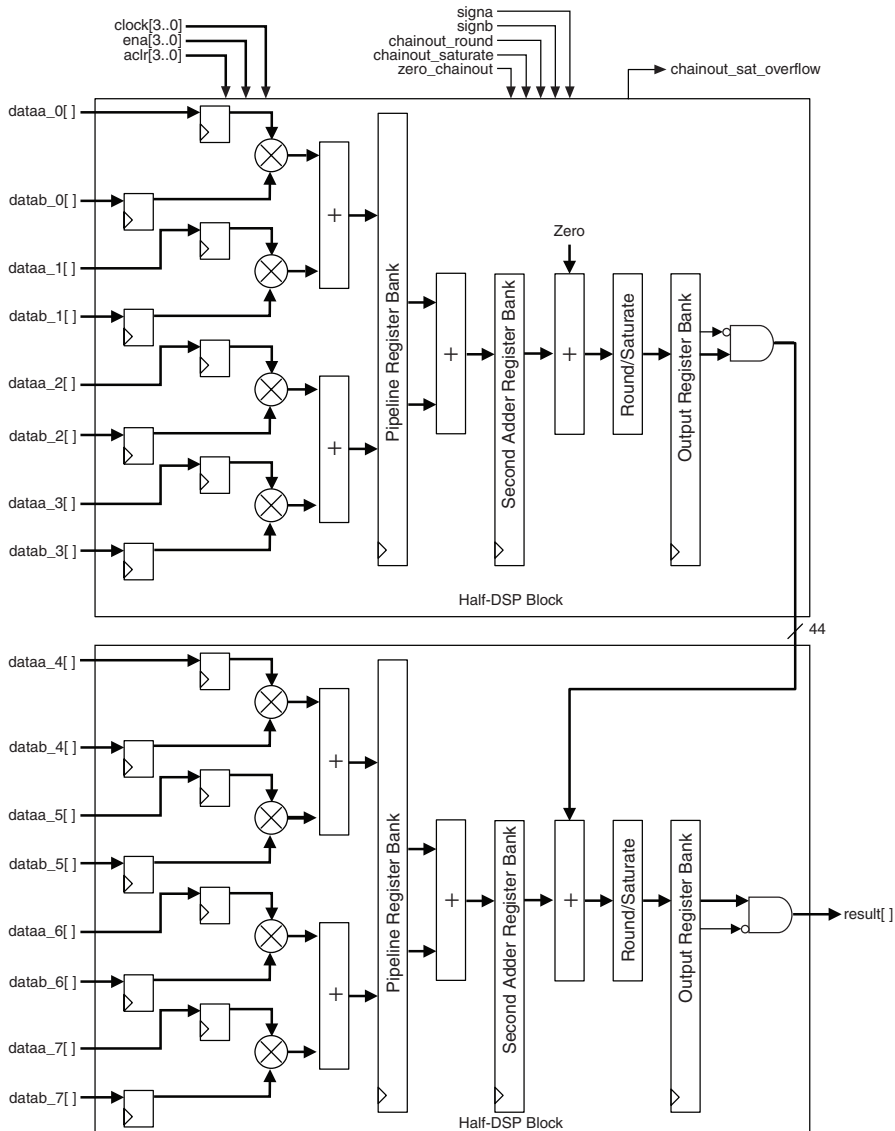 clock[3..0]
ena[3..0]
aclr[3..0]
signa
signb
chainout_round
chainout_saturate
zero_chainout
chainout_sat_overflow
dataa_0[ ]
datab_0[ ]
dataa_1[ ]
datab_1[ ]
dataa_2[ ]
datab_2[ ]
dataa_3[ ]
datab_3[ ]
+
+
Pipeline Register Bank
+
Second Adder Register Bank
Zero
+
Round/Saturate
Output Register Bank
Half-DSP Block
44
dataa_4[ ]
datab_4[ ]
dataa_5[ ]
datab_5[ ]
dataa_6[ ]
datab_6[ ]
dataa_7[ ]
datab_7[ ]
+
+
Pipeline Register Bank
+
Second Adder Register Bank
+
Round/Saturate
Output Register Bank
result[ ]
Half-DSP Block